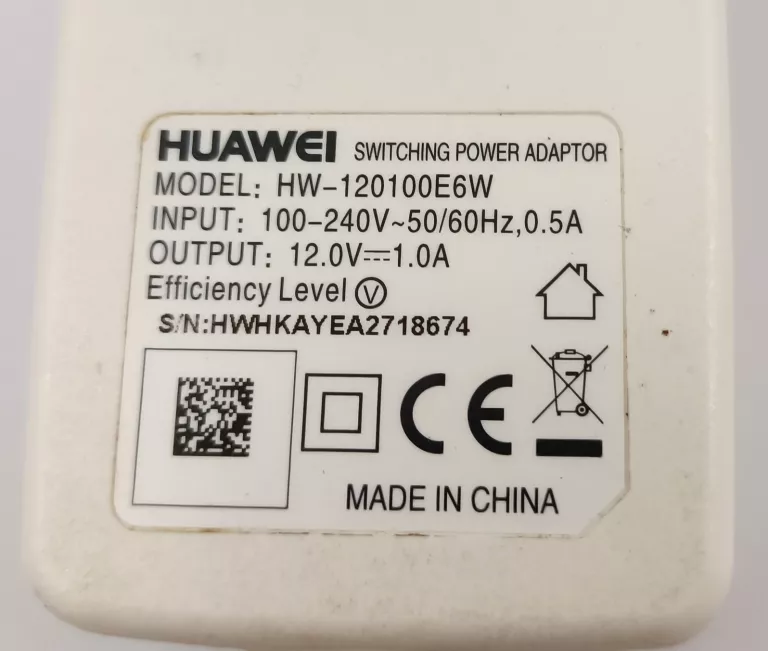 HUAWEI SWITCHING POWER ADAPTOR
MODEL: HW-120100E6W
INPUT: 100-240V~50/60Hz,0.5A
OUTPUT: 12.0V⎓1.0A
Efficiency Level Ⓥ
S/N:HWHKAYEA2718674
CE
MADE IN CHINA